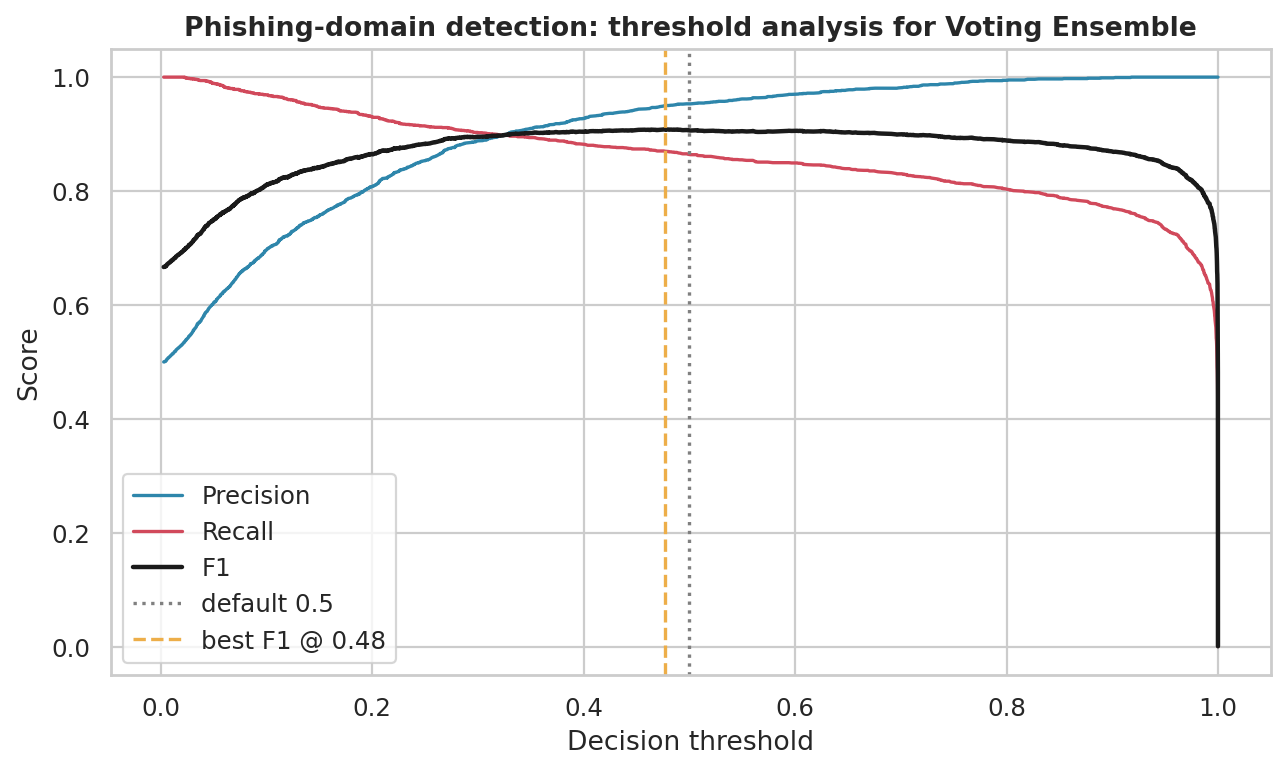 Phishing-domain detection: threshold analysis for Voting Ensemble
1.0
0.8
0.6
0.4
0.2
0.0
Score
Precision
Recall
F1
default 0.5
best F1 @ 0.48
0.0 0.2 0.4 0.6 0.8 1.0
Decision threshold